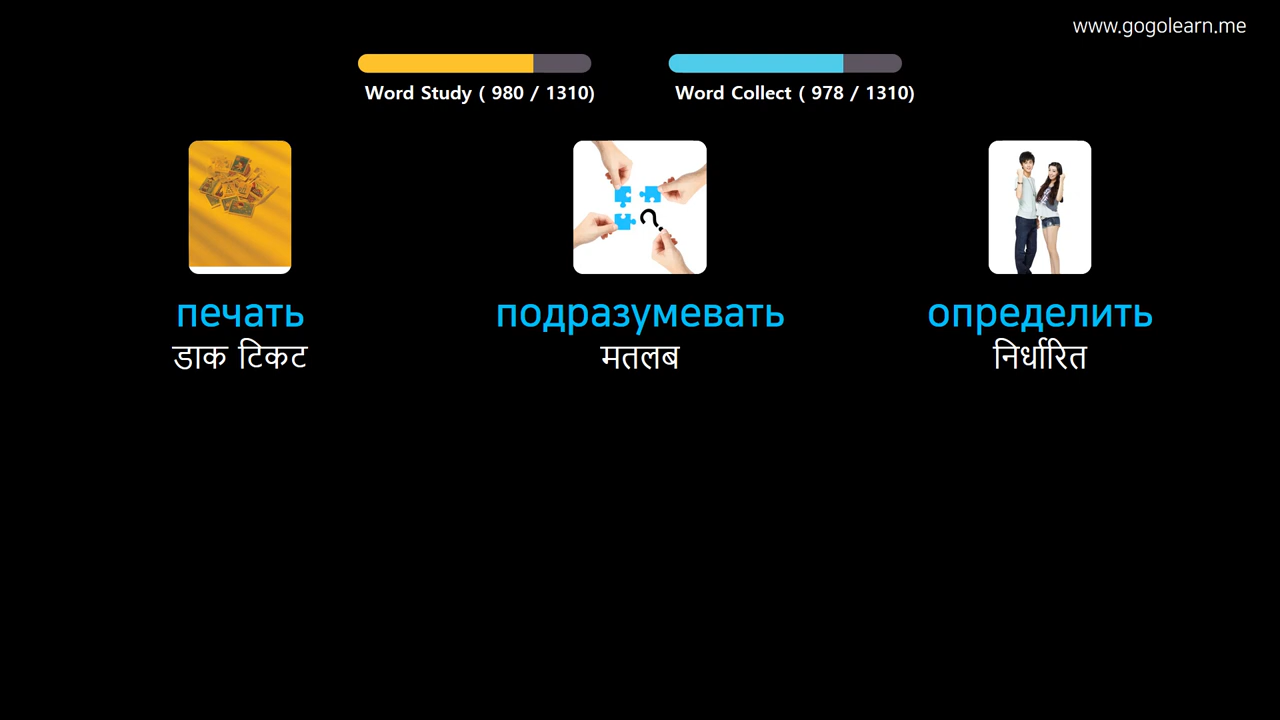 www.gogolearn.me
Word Study ( 980 / 1310)
Word Collect ( 978 / 1310)
печать
डाक टिकट
подразумевать
मतलब
определить
निर्धारित